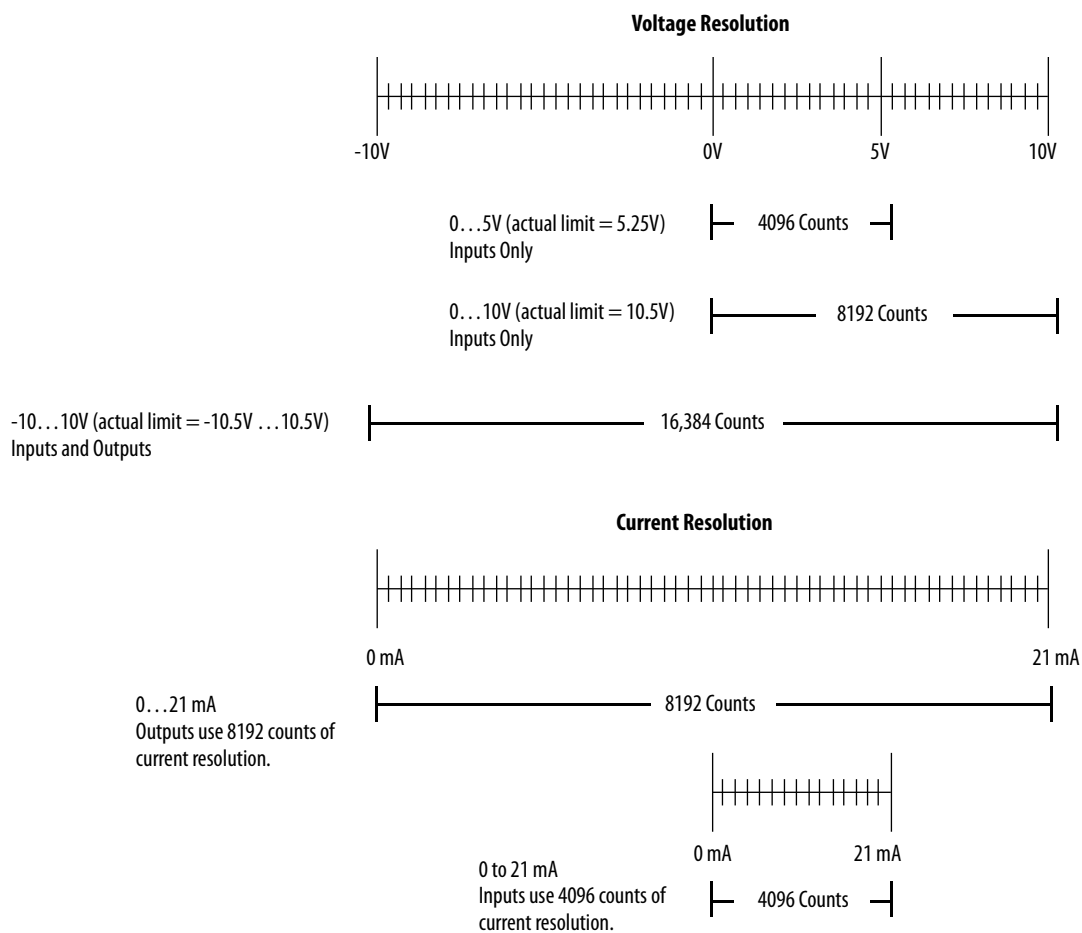 Voltage Resolution
-10V
0V
5V
10V
0…5V (actual limit = 5.25V)
Inputs Only
4096 Counts
0…10V (actual limit = 10.5V)
Inputs Only
8192 Counts
-10…10V (actual limit = -10.5V …10.5V)
Inputs and Outputs
16,384 Counts
Current Resolution
0 mA
21 mA
0…21 mA
Outputs use 8192 counts of
current resolution.
8192 Counts
0 mA
21 mA
0 to 21 mA
Inputs use 4096 counts of
current resolution.
4096 Counts